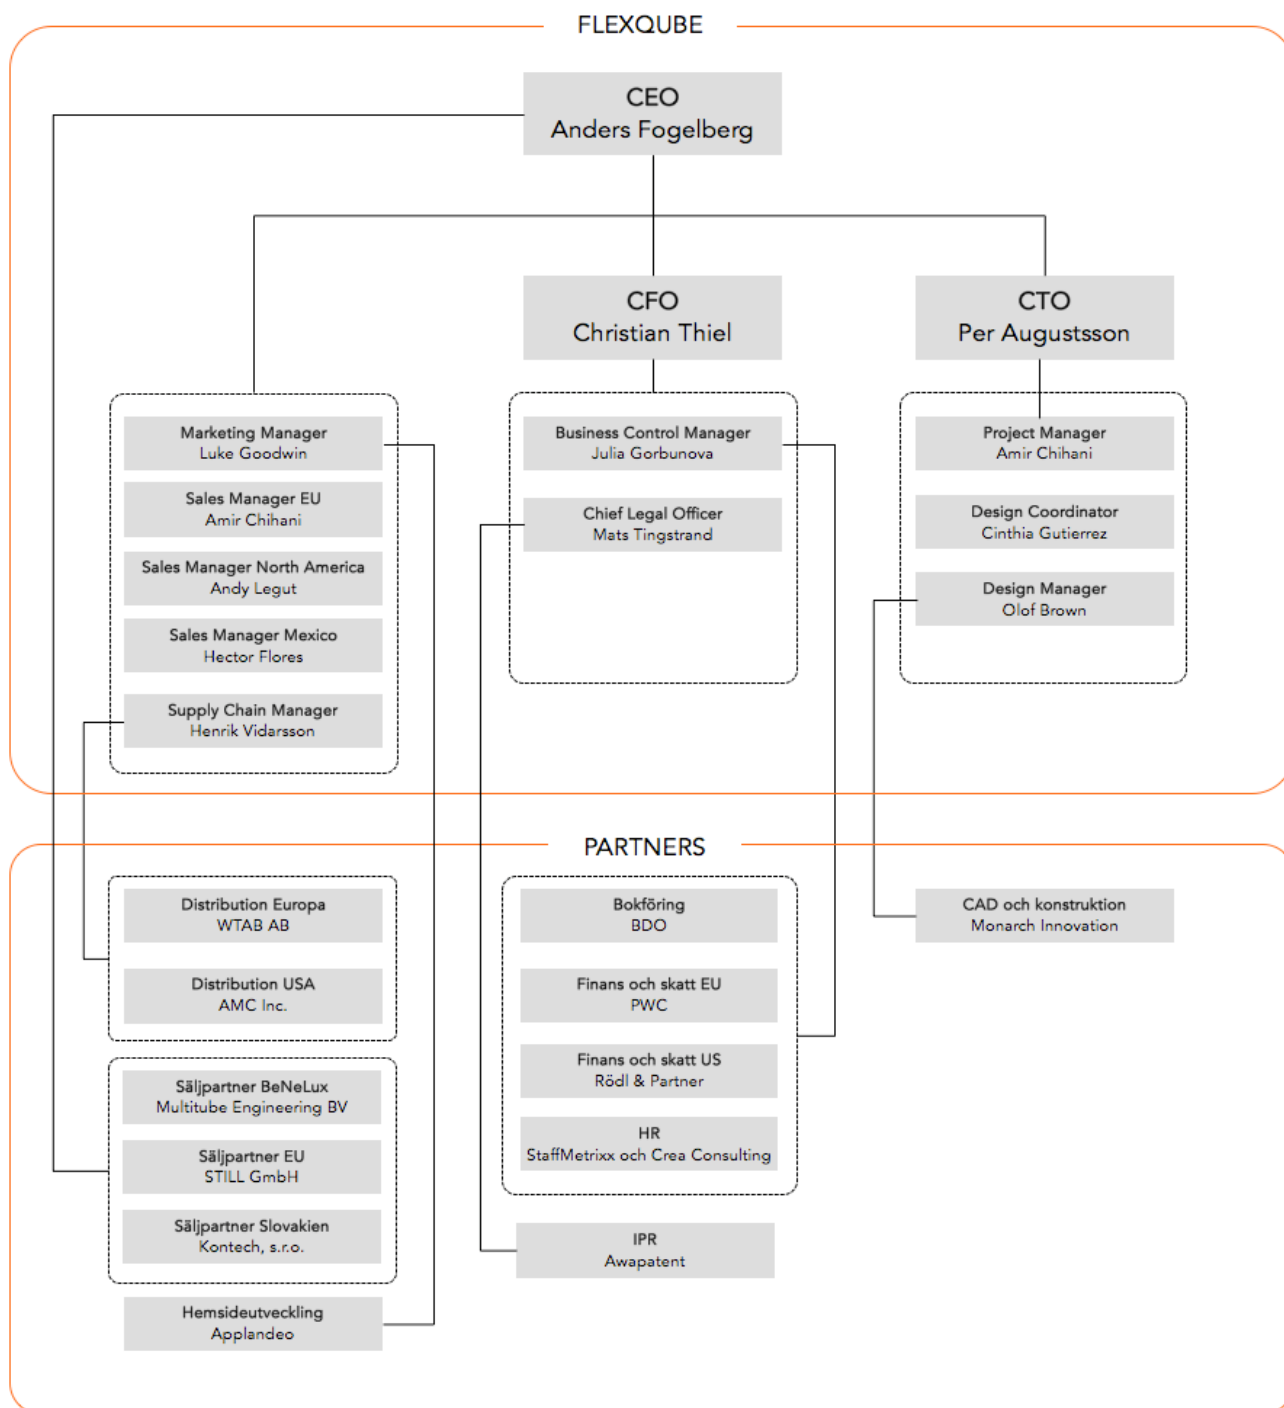 FLEXQUBE
CEO
Anders Fogelberg
CFO
Christian Thiel
CTO
Per Augustsson
Marketing Manager
Luke Goodwin
Sales Manager EU
Amir Chihani
Sales Manager North America
Andy Legut
Sales Manager Mexico
Hector Flores
Supply Chain Manager
Henrik Vidarsson
Business Control Manager
Julia Gorbunova
Chief Legal Officer
Mats Tingstrand
Project Manager
Amir Chihani
Design Coordinator
Cinthia Gutierrez
Design Manager
Olof Brown
PARTNERS
Distribution Europa
WTAB AB
Distribution USA
AMC Inc.
Säljpartner BeNeLux
Multitube Engineering BV
Säljpartner EU
STILL GmbH
Säljpartner Slovakien
Kontech, s.r.o.
Hemsideutveckling
Applandeo
Bokföring
BDO
Finans och skatt EU
PWC
Finans och skatt US
Rödl & Partner
HR
StaffMetrixx och Crea Consulting
IPR
Awapatent
CAD och konstruktion
Monarch Innovation